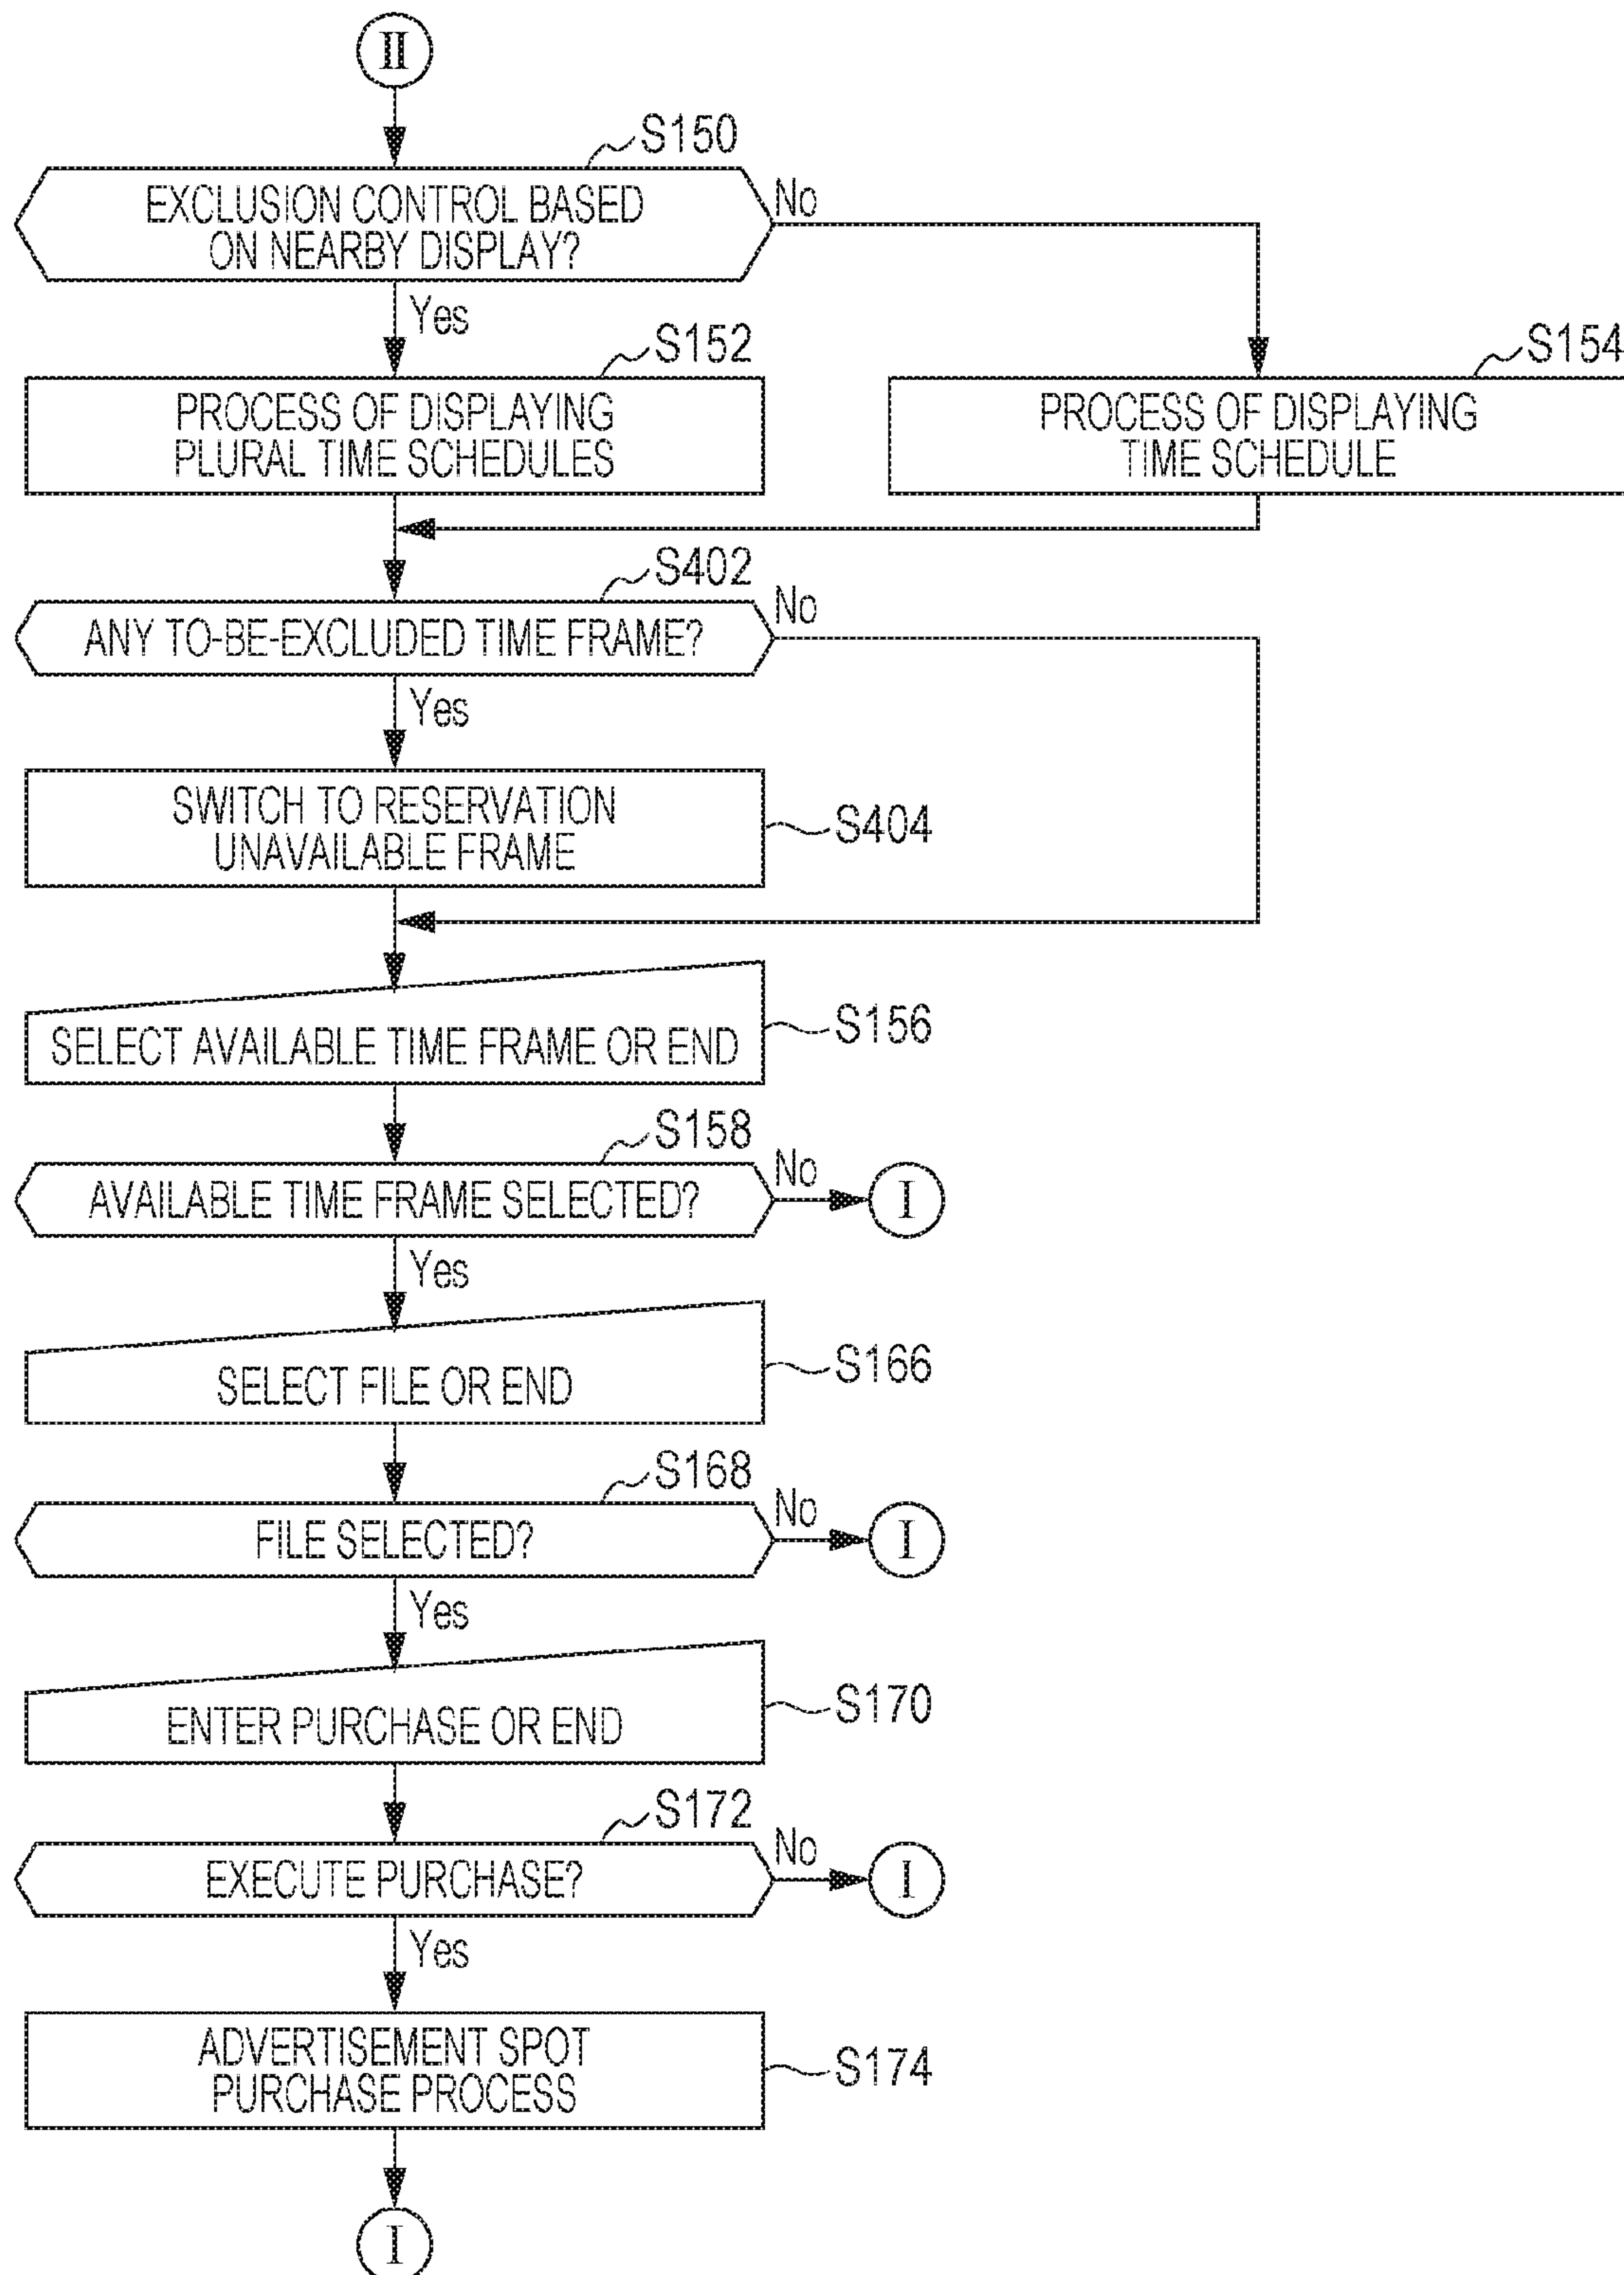 II
S150
EXCLUSION CONTROL BASED
ON NEARBY DISPLAY?
No
Yes
S152
PROCESS OF DISPLAYING
PLURAL TIME SCHEDULES
S154
PROCESS OF DISPLAYING
TIME SCHEDULE
S402
ANY TO-BE-EXCLUDED TIME FRAME?
No
Yes
SWITCH TO RESERVATION
UNAVAILABLE FRAME
S404
SELECT AVAILABLE TIME FRAME OR END
S156
S158
AVAILABLE TIME FRAME SELECTED?
No
I
Yes
SELECT FILE OR END
S166
S168
FILE SELECTED?
No
I
Yes
ENTER PURCHASE OR END
S170
S172
EXECUTE PURCHASE?
No
I
Yes
ADVERTISEMENT SPOT
PURCHASE PROCESS
S174
I